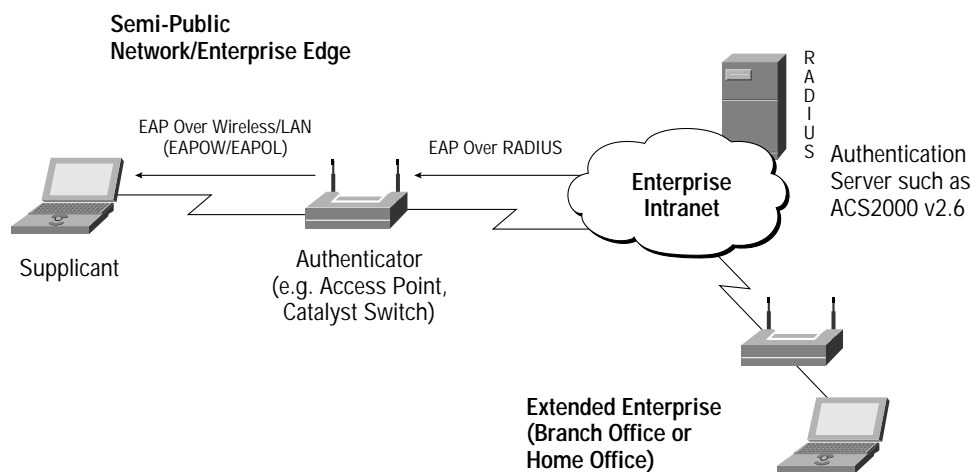 Semi-Public
Network/Enterprise Edge
EAP Over Wireless/LAN
(EAPOW/EAPOL)
EAP Over RADIUS
RADIUS
Authentication
Server such as
ACS2000 v2.6
Enterprise
Intranet
Supplicant
Authenticator
(e.g. Access Point,
Catalyst Switch)
Extended Enterprise
(Branch Office or
Home Office)